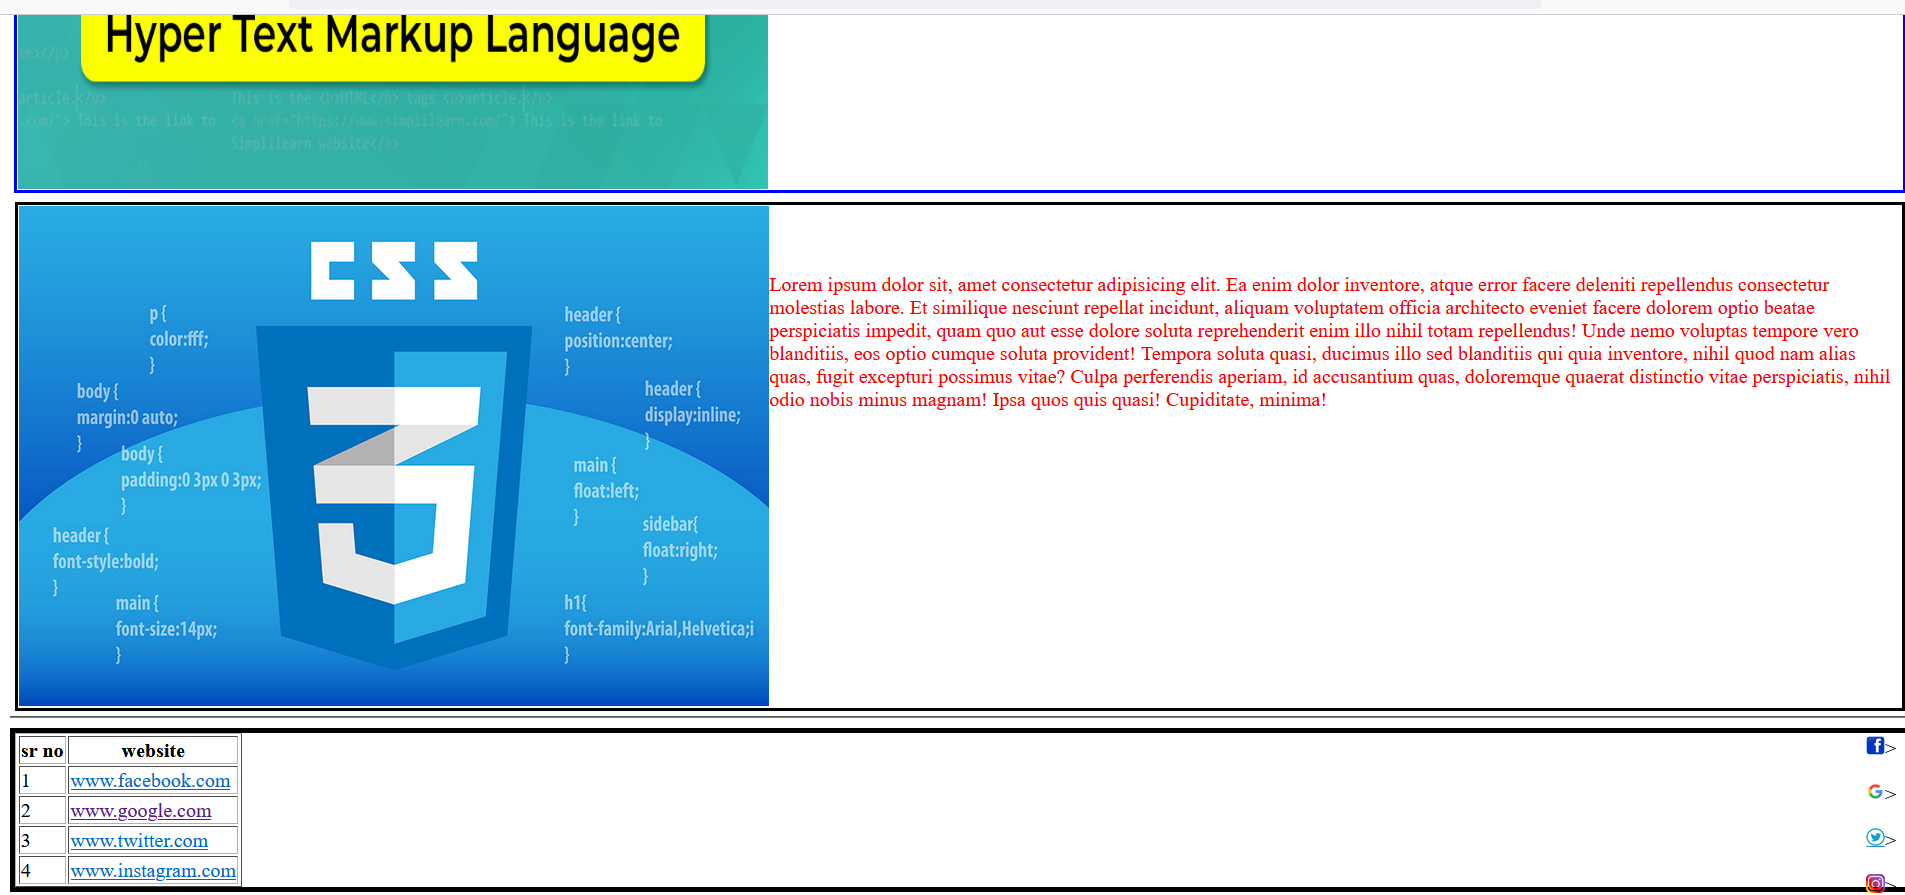 Hyper Text Markup Language
em></p>
article.</u>
This is the <b>HTML</b> tags <u>article.</u>
.com/"> This is the link to
<a href="https://www.simplilearn.com/"> This is the link to
Simplilearn website</a>
CSS
p {
color:fff;
}
body {
margin:0 auto;
}
body {
padding:0 3px 0 3px;
}
header {
font-style:bold;
}
main {
font-size:14px;
}
header {
position:center;
}
header {
display:inline;
}
main {
float:left;
}
sidebar{
float:right;
}
h1{
font-family:Arial,Helvetica;i
}
Lorem ipsum dolor sit, amet consectetur adipisicing elit. Ea enim dolor inventore, atque error facere deleniti repellendus consectetur
molestias labore. Et similique nesciunt repellat incidunt, aliquam voluptatem officia architecto eveniet facere dolorem optio beatae
perspiciatis impedit, quam quo aut esse dolore soluta reprehenderit enim illo nihil totam repellendus! Unde nemo voluptas tempore vero
blanditiis, eos optio cumque soluta provident! Tempora soluta quasi, ducimus illo sed blanditiis qui quia inventore, nihil quod nam alias
quas, fugit excepturi possimus vitae? Culpa perferendis aperiam, id accusantium quas, doloremque quaerat distinctio vitae perspiciatis, nihil
odio nobis minus magnam! Ipsa quos quis quasi! Cupiditate, minima!
sr no website
1 www.facebook.com
2 www.google.com
3 www.twitter.com
4 www.instagram.com
f>
G>
>
>